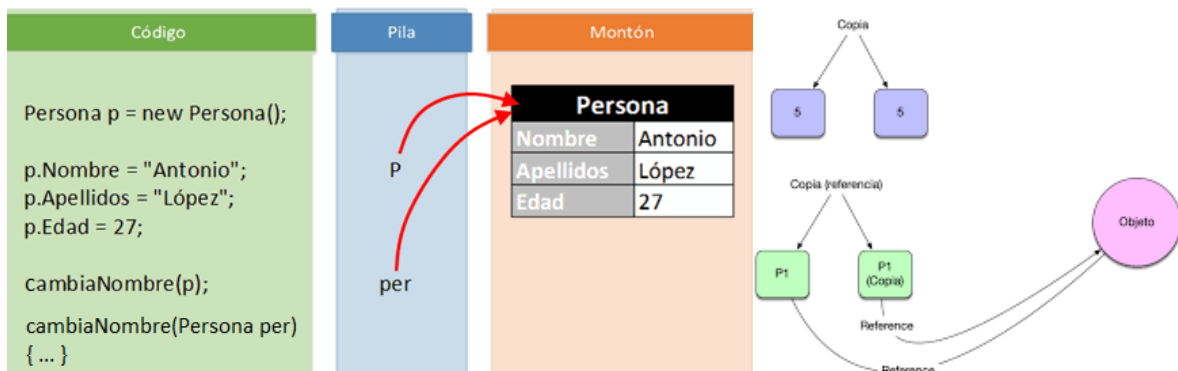 Código
Persona p = new Persona();
p.Nombre = "Antonio";
p.Apellidos = "López";
p.Edad = 27;
cambiaNombre(p);
cambiaNombre(Persona per)
{ ... }
Pila
P
per
Montón
Persona
Nombre Antonio
Apellidos López
Edad 27
Copia
5 5
Copia (referencia)
P1
P1
(Copia)
Objeto
Reference
Reference